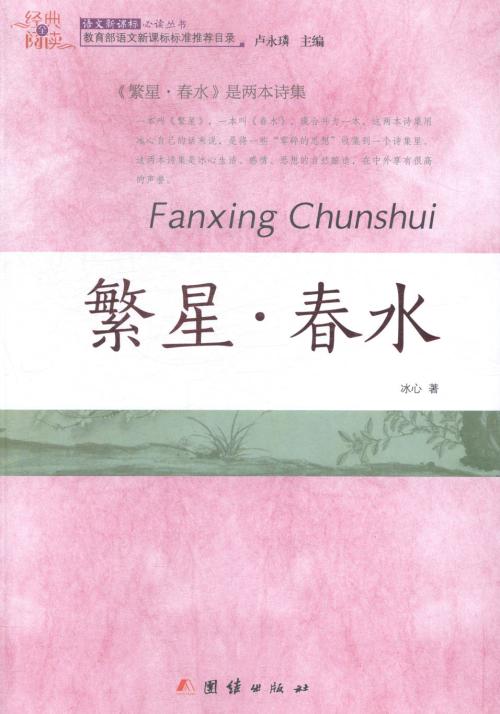 经典阅读
语文新课标 必读丛书
教育部语文新课标标准推荐目录
卢永璘 主编
《繁星·春水》是两本诗集
一本叫《繁星》，一本叫《春水》，现合并为一本。这两本诗集用
冰心自己的话来说，是将一些“零碎的思想”收集到一个诗集里。
这两本诗集是冰心生活、感情、思想的自然酿造，在中外享有很高
的声誉。
Fanxing Chunshui
繁星·春水
冰心 著
团结出版社